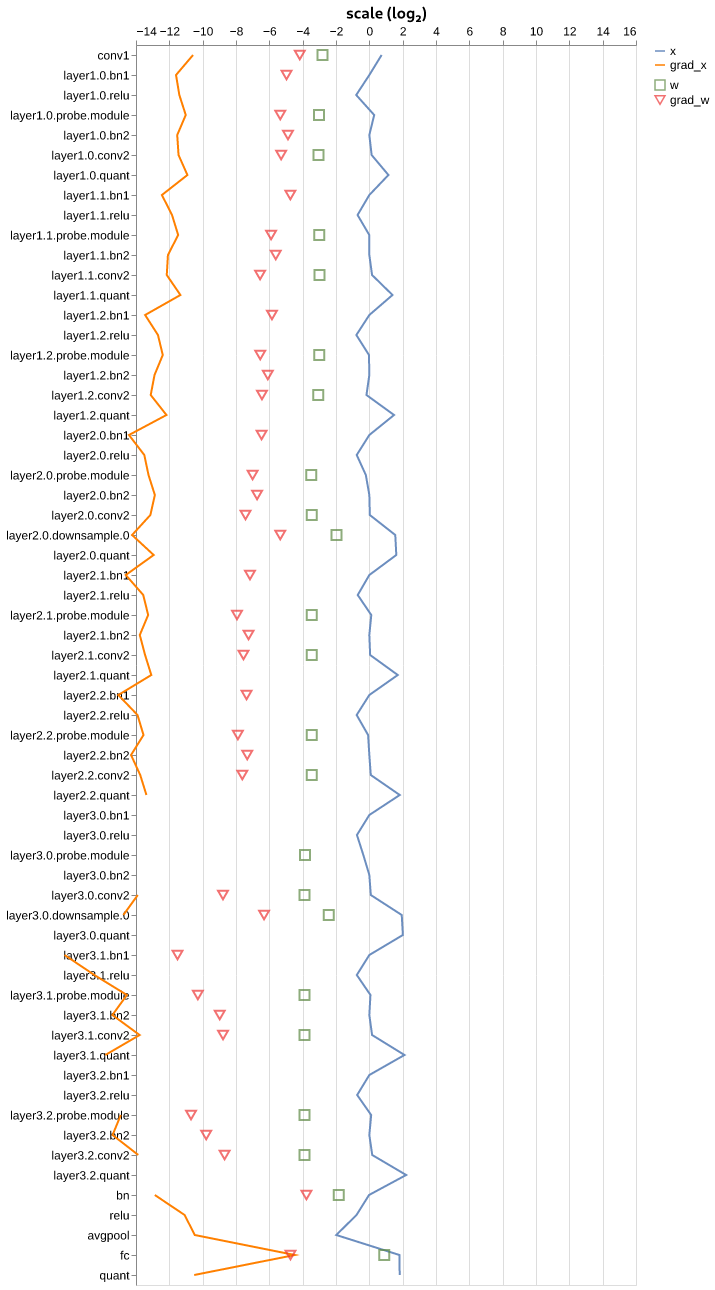 scale (log₂)
−14 −12 −10 −8 −6 −4 −2 0 2 4 6 8 10 12 14 16
x
grad_x
w
grad_w
conv1
layer1.0.bn1
layer1.0.relu
layer1.0.probe.module
layer1.0.bn2
layer1.0.conv2
layer1.0.quant
layer1.1.bn1
layer1.1.relu
layer1.1.probe.module
layer1.1.bn2
layer1.1.conv2
layer1.1.quant
layer1.2.bn1
layer1.2.relu
layer1.2.probe.module
layer1.2.bn2
layer1.2.conv2
layer1.2.quant
layer2.0.bn1
layer2.0.relu
layer2.0.probe.module
layer2.0.bn2
layer2.0.conv2
layer2.0.downsample.0
layer2.0.quant
layer2.1.bn1
layer2.1.relu
layer2.1.probe.module
layer2.1.bn2
layer2.1.conv2
layer2.1.quant
layer2.2.bn1
layer2.2.relu
layer2.2.probe.module
layer2.2.bn2
layer2.2.conv2
layer2.2.quant
layer3.0.bn1
layer3.0.relu
layer3.0.probe.module
layer3.0.bn2
layer3.0.conv2
layer3.0.downsample.0
layer3.0.quant
layer3.1.bn1
layer3.1.relu
layer3.1.probe.module
layer3.1.bn2
layer3.1.conv2
layer3.1.quant
layer3.2.bn1
layer3.2.relu
layer3.2.probe.module
layer3.2.bn2
layer3.2.conv2
layer3.2.quant
bn
relu
avgpool
fc
quant